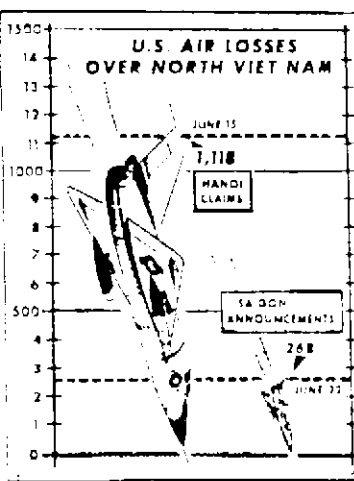 U.S. AIR LOSSES
OVER NORTH VIET NAM
1500
14
13
12
JUNE 15
11
1,118
1000
HANOI
CLAIMS
9
8
7
6
500
SAIGON
ANNOUNCEMENTS
4
268
3
JUNE 22
2
1
0